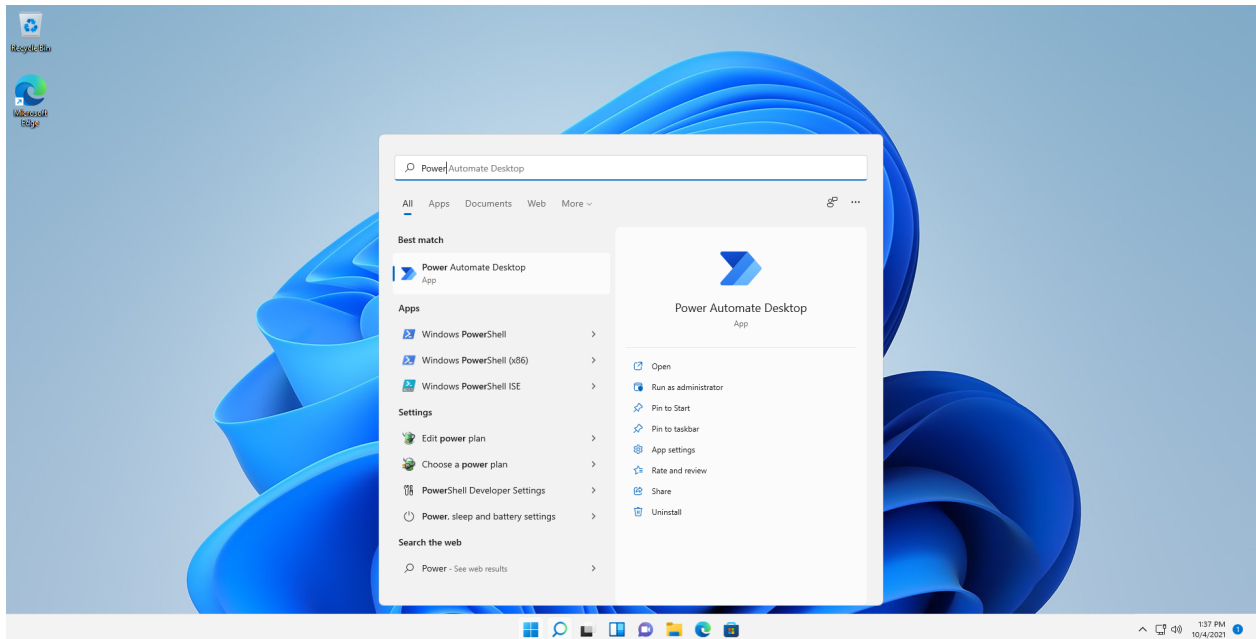 Recycle Bin
Microsoft
Edge
Power Automate Desktop
All Apps Documents Web More
Best match
Power Automate Desktop
App
Apps
Windows PowerShell
Windows PowerShell (x86)
Windows PowerShell ISE
Settings
Edit power plan
Choose a power plan
PowerShell Developer Settings
Power, sleep and battery settings
Search the web
Power - See web results
Power Automate Desktop
App
Open
Run as administrator
Pin to Start
Pin to taskbar
App settings
Rate and review
Share
Uninstall
1:37 PM
10/4/2021
1